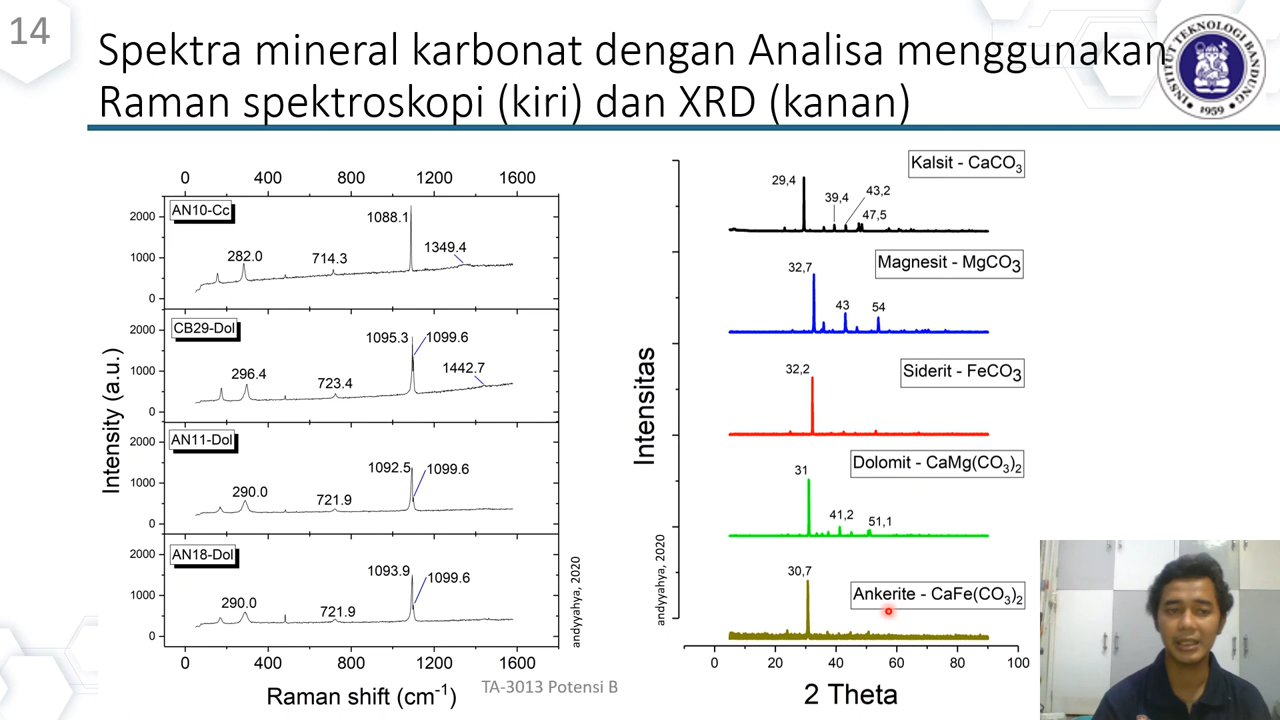 14
Spektra mineral karbonat dengan Analisa menggunakan
Raman spektroskopi (kiri) dan XRD (kanan)
INSTITUT TEKNOLOGI BANDUNG
1959
0 400 800 1200 1600
AN10-Cc
2000
1000
0
282.0
714.3
1088.1
1349.4
CB29-Dol
2000
1000
0
296.4
723.4
1095.3
1099.6
1442.7
AN11-Dol
2000
1000
0
290.0
721.9
1092.5
1099.6
AN18-Dol
2000
1000
0
290.0
721.9
1093.9
1099.6
0 400 800 1200 1600
Intensity (a.u.)
Raman shift (cm⁻¹)
andyyahya, 2020
Kalsit - CaCO₃
29,4
39,4
43,2
47,5
Magnesit - MgCO3
32,7
43
54
Siderit - FeCO3
32,2
Dolomit - CaMg(CO₃)₂
31
41,2
51,1
Ankerite - CaFe(CO₃)₂
30,7
Intensitas
andyyahya, 2020
0 20 40 60 80 100
2 Theta
TA-3013 Potensi B